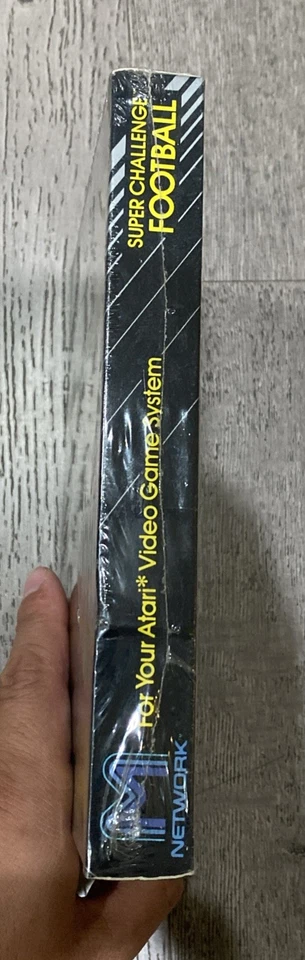 M
NETWORK
For Your Atari* Video Game System
SUPER CHALLENGE
FOOTBALL